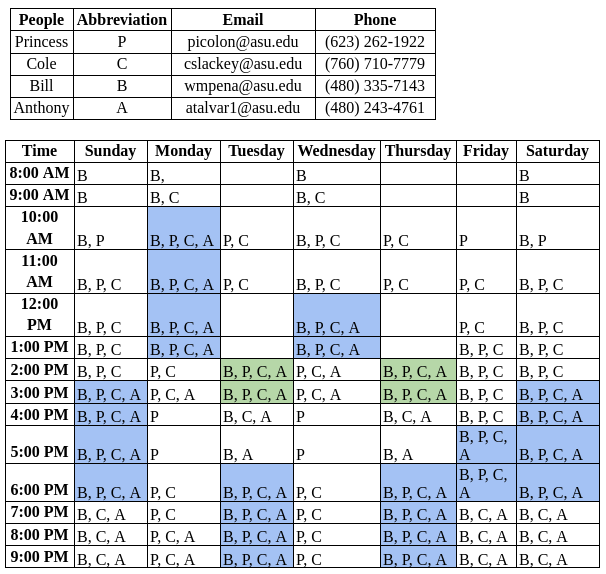 People Abbreviation Email Phone
Princess P picolon@asu.edu (623) 262-1922
Cole C cslackey@asu.edu (760) 710-7779
Bill B wmpena@asu.edu (480) 335-7143
Anthony A atalvar1@asu.edu (480) 243-4761
Time Sunday Monday Tuesday Wednesday Thursday Friday Saturday
8:00 AM B B, B B
9:00 AM B B, C B, C B
10:00
AM B, P B, P, C, A P, C B, P, C P, C P B, P
11:00
AM B, P, C B, P, C, A P, C B, P, C P, C P, C B, P, C
12:00
PM B, P, C B, P, C, A B, P, C, A P, C B, P, C
1:00 PM B, P, C B, P, C, A B, P, C, A B, P, C B, P, C
2:00 PM B, P, C P, C B, P, C, A P, C, A B, P, C, A B, P, C B, P, C
3:00 PM B, P, C, A P, C, A B, P, C, A P, C, A B, P, C, A B, P, C B, P, C, A
4:00 PM B, P, C, A P B, C, A P B, C, A B, P, C B, P, C, A
B, P, C,
5:00 PM B, P, C, A P B, A P B, A A B, P, C, A
B, P, C,
6:00 PM B, P, C, A P, C B, P, C, A P, C B, P, C, A A B, P, C, A
7:00 PM B, C, A P, C B, P, C, A P, C B, P, C, A B, C, A B, C, A
8:00 PM B, C, A P, C, A B, P, C, A P, C B, P, C, A B, C, A B, C, A
9:00 PM B, C, A P, C, A B, P, C, A P, C B, P, C, A B, C, A B, C, A